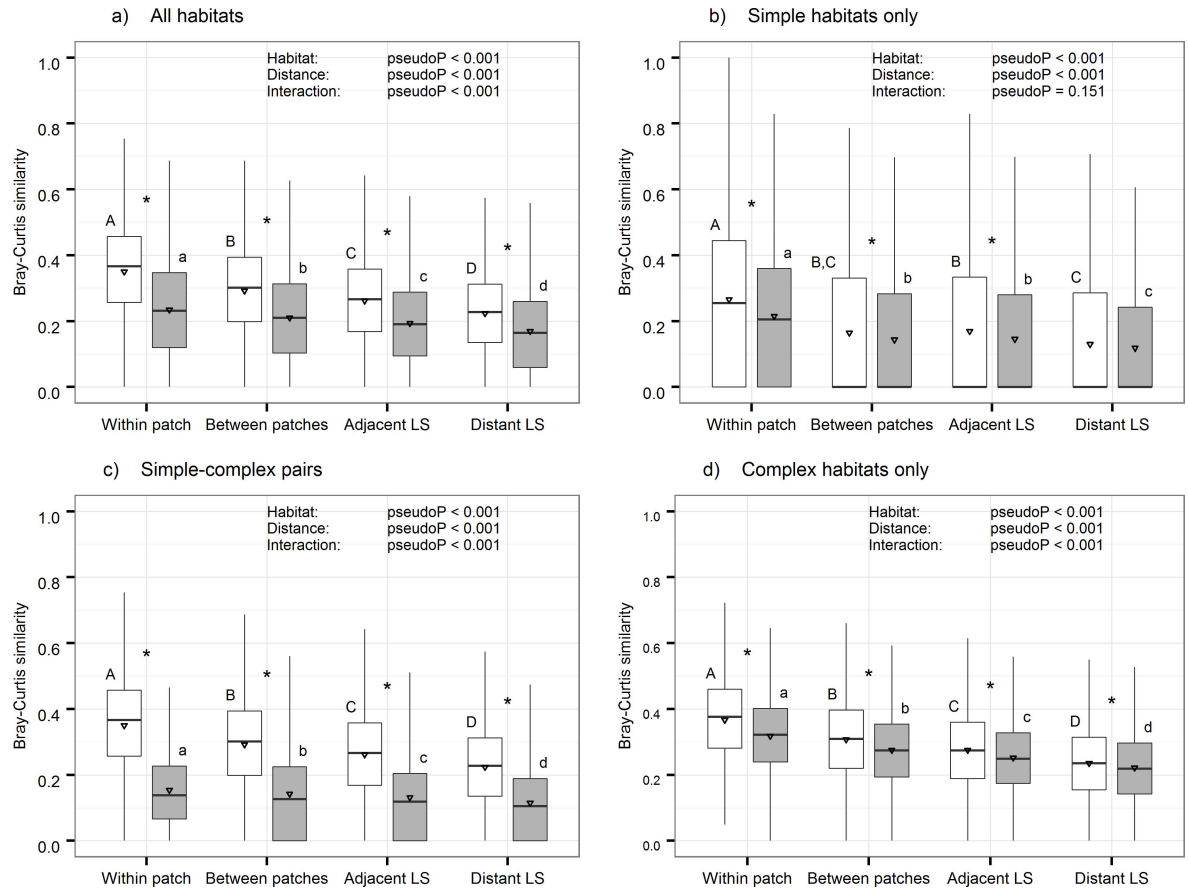 a) All habitats
Habitat: pseudoP < 0.001
Distance: pseudoP < 0.001
Interaction: pseudoP < 0.001
Bray-Curtis similarity
1.0
0.8
0.6
0.4
0.2
0.0
A
a
*
B
b
*
C
c
*
D
d
*
Within patch
Between patches
Adjacent LS
Distant LS
b) Simple habitats only
Habitat: pseudoP < 0.001
Distance: pseudoP < 0.001
Interaction: pseudoP = 0.151
Bray-Curtis similarity
1.0
0.8
0.6
0.4
0.2
0.0
A
a
*
B,C
b
*
B
b
*
C
c
Within patch
Between patches
Adjacent LS
Distant LS
c) Simple-complex pairs
Habitat: pseudoP < 0.001
Distance: pseudoP < 0.001
Interaction: pseudoP < 0.001
Bray-Curtis similarity
1.0
0.8
0.6
0.4
0.2
0.0
A
a
*
B
b
*
C
c
*
D
d
*
Within patch
Between patches
Adjacent LS
Distant LS
d) Complex habitats only
Habitat: pseudoP < 0.001
Distance: pseudoP < 0.001
Interaction: pseudoP < 0.001
Bray-Curtis similarity
1.0
0.8
0.6
0.4
0.2
0.0
A
a
*
B
b
*
C
c
*
D
d
*
Within patch
Between patches
Adjacent LS
Distant LS